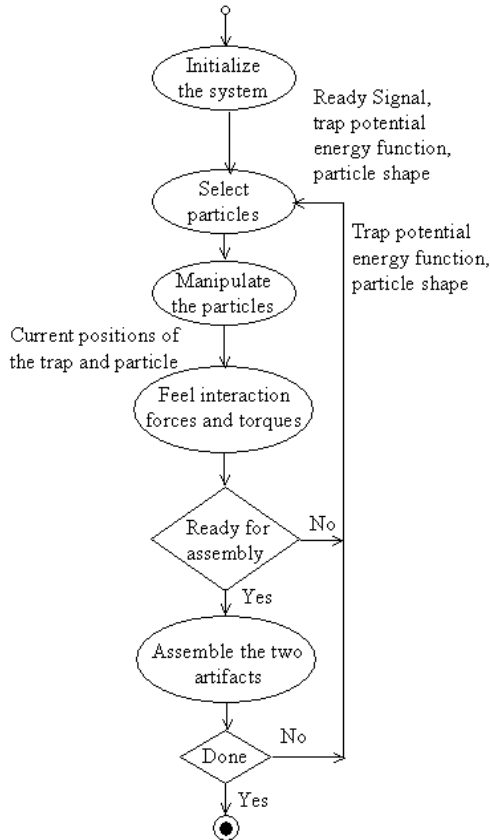 Initialize
the system
Ready Signal,
trap potential
energy function,
particle shape
Select
particles
Trap potential
energy function,
particle shape
Manipulate
the particles
Current positions of
the trap and particle
Feel interaction
forces and torques
Ready for
assembly
No
Yes
Assemble the two
artifacts
Done
No
Yes